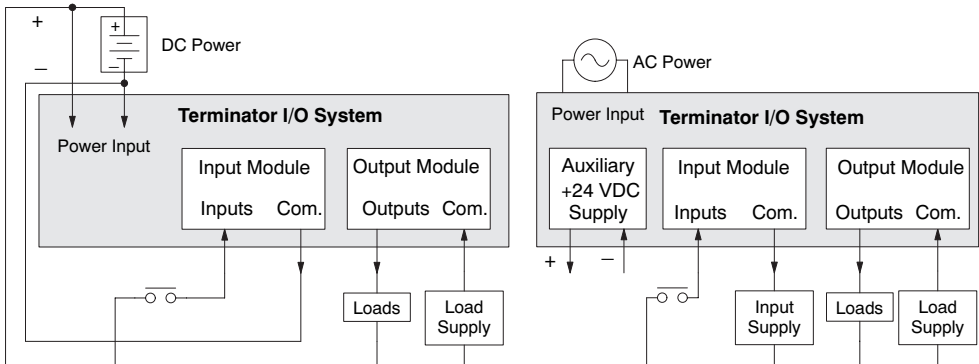 +
–
+
–
DC Power
Terminator I/O System
Power Input
Input Module
Inputs Com.
Output Module
Outputs Com.
Loads
Load
Supply
AC Power
Power Input
Terminator I/O System
Auxiliary
+24 VDC
Supply
+
–
Input Module
Inputs Com.
Output Module
Outputs Com.
Input
Supply
Loads
Load
Supply